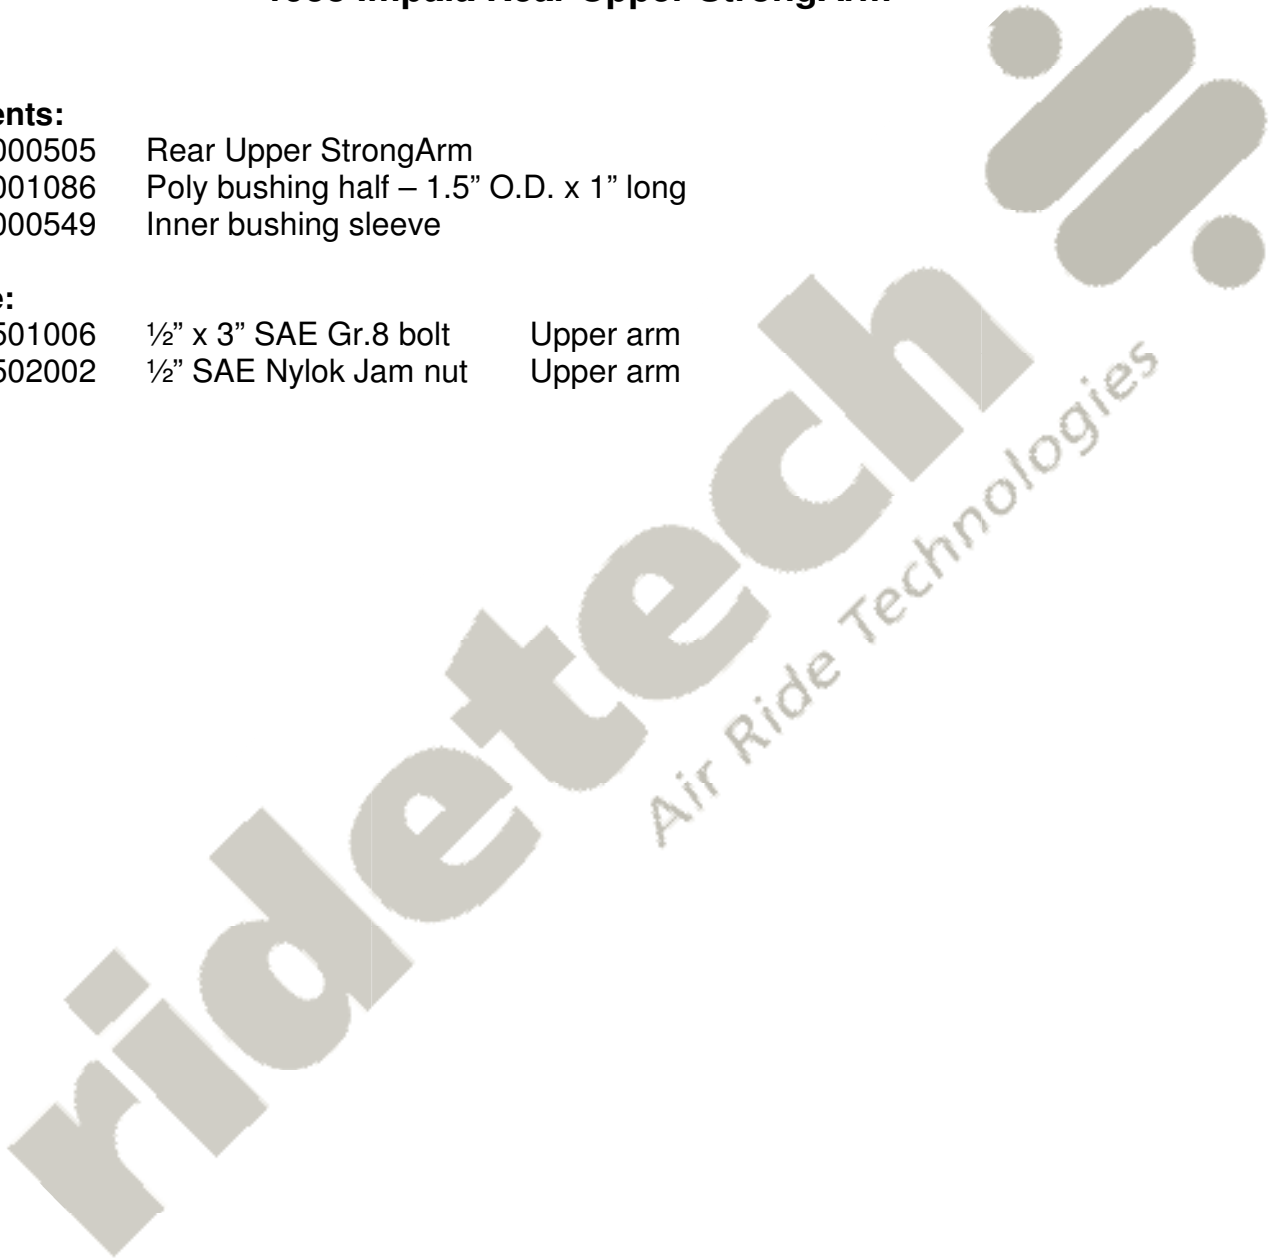 Impala Rear Upper StrongArm
ents:
000505 Rear Upper StrongArm
001086 Poly bushing half – 1.5” O.D. x 1” long
000549 Inner bushing sleeve
e:
501006 ½” x 3” SAE Gr.8 bolt Upper arm
502002 ½” SAE Nylok Jam nut Upper arm
ridetech
Air Ride Technologies